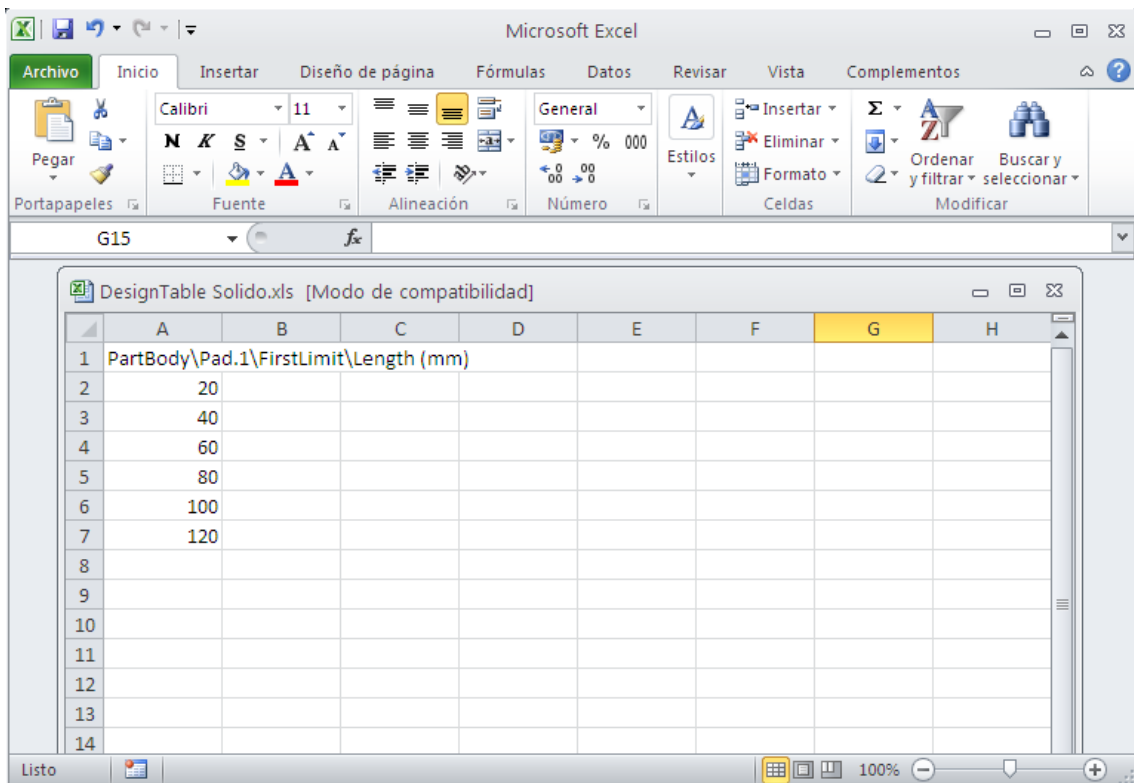 Microsoft Excel
Archivo Inicio Insertar Diseño de página Fórmulas Datos Revisar Vista Complementos
Pegar
Portapapeles
Calibri 11
N K S A A
A
Fuente
Alineación
General
% 000
Número
Estilos
Insertar
Eliminar
Formato
Celdas
Σ
Ordenar y filtrar
Buscar y seleccionar
Modificar
G15 fx
DesignTable Solido.xls [Modo de compatibilidad]
A B C D E F G H
1 PartBody\Pad.1\FirstLimit\Length (mm)
2 20
3 40
4 60
5 80
6 100
7 120
8
9
10
11
12
13
14
Listo 100%